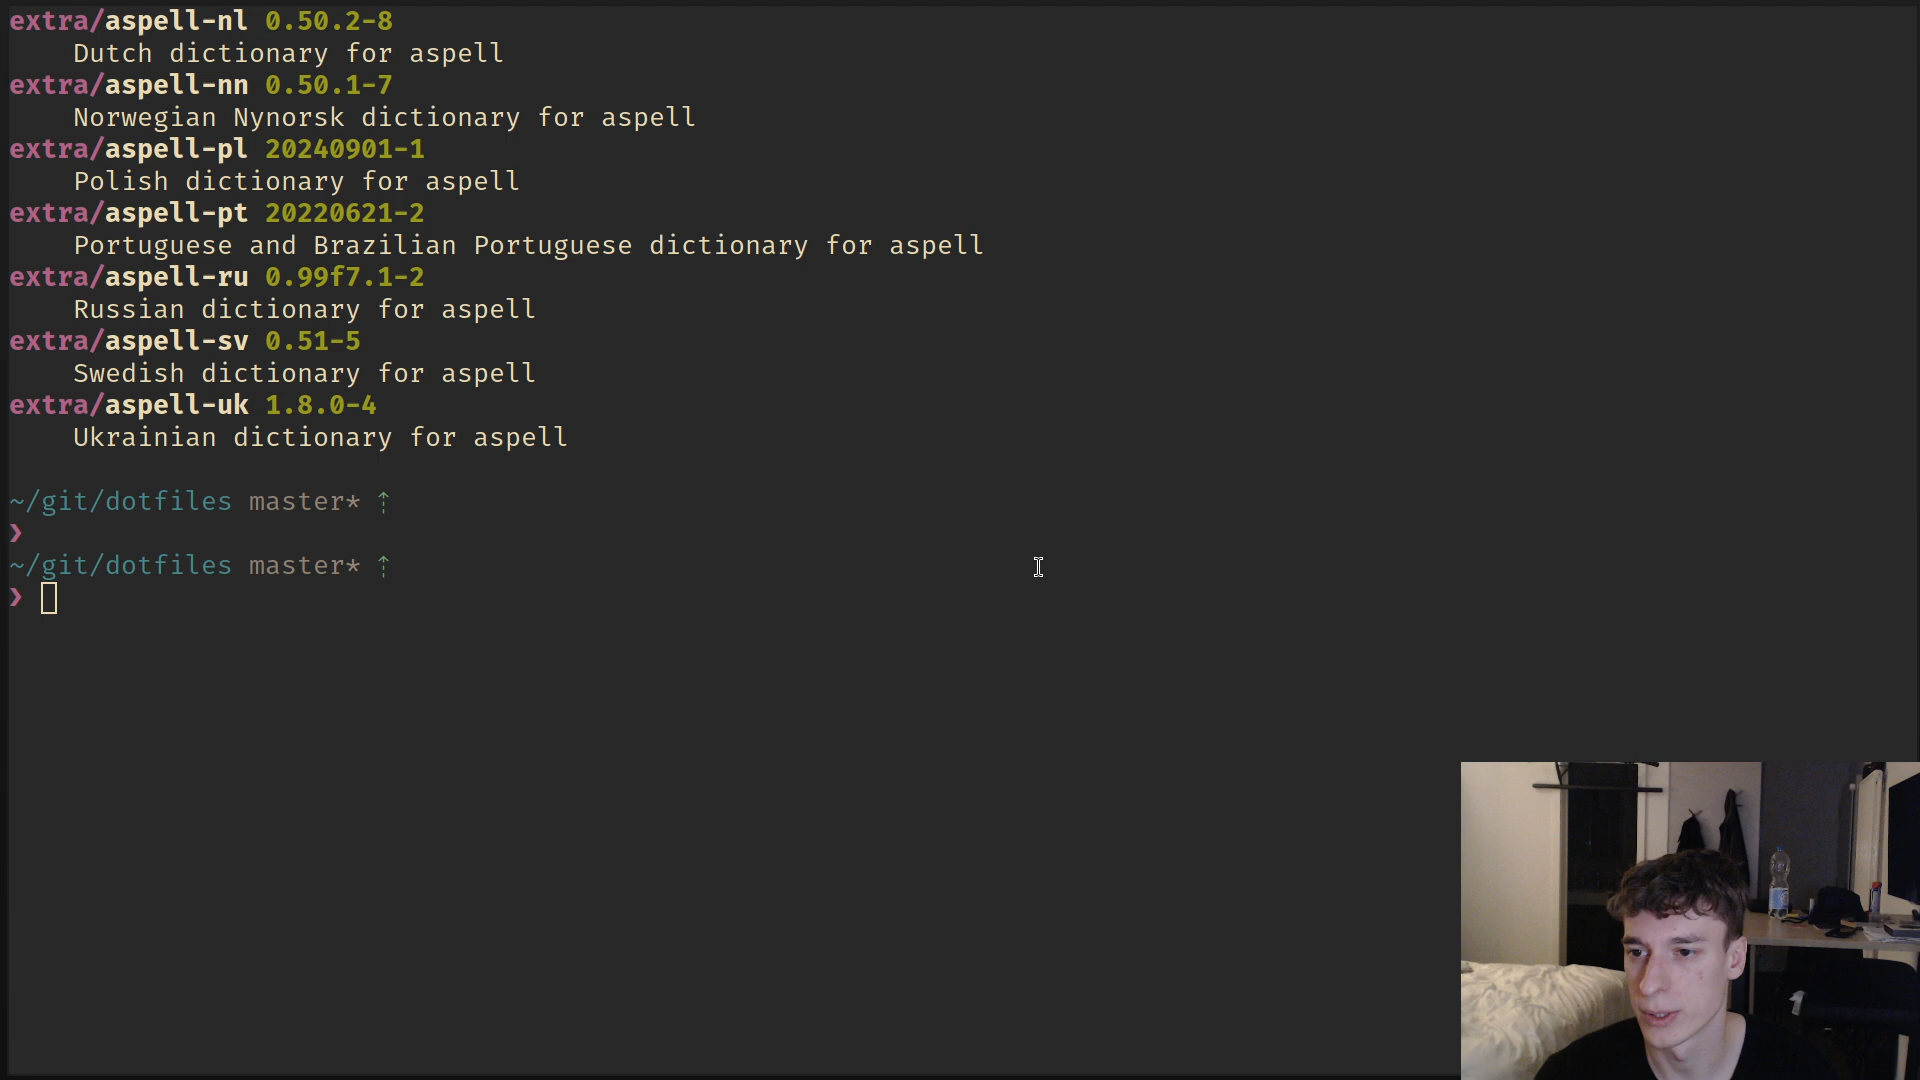 extra/aspell-nl 0.50.2-8
Dutch dictionary for aspell
extra/aspell-nn 0.50.1-7
Norwegian Nynorsk dictionary for aspell
extra/aspell-pl 20240901-1
Polish dictionary for aspell
extra/aspell-pt 20220621-2
Portuguese and Brazilian Portuguese dictionary for aspell
extra/aspell-ru 0.99f7.1-2
Russian dictionary for aspell
extra/aspell-sv 0.51-5
Swedish dictionary for aspell
extra/aspell-uk 1.8.0-4
Ukrainian dictionary for aspell
~/git/dotfiles master* ⇡
❯
~/git/dotfiles master* ⇡
❯